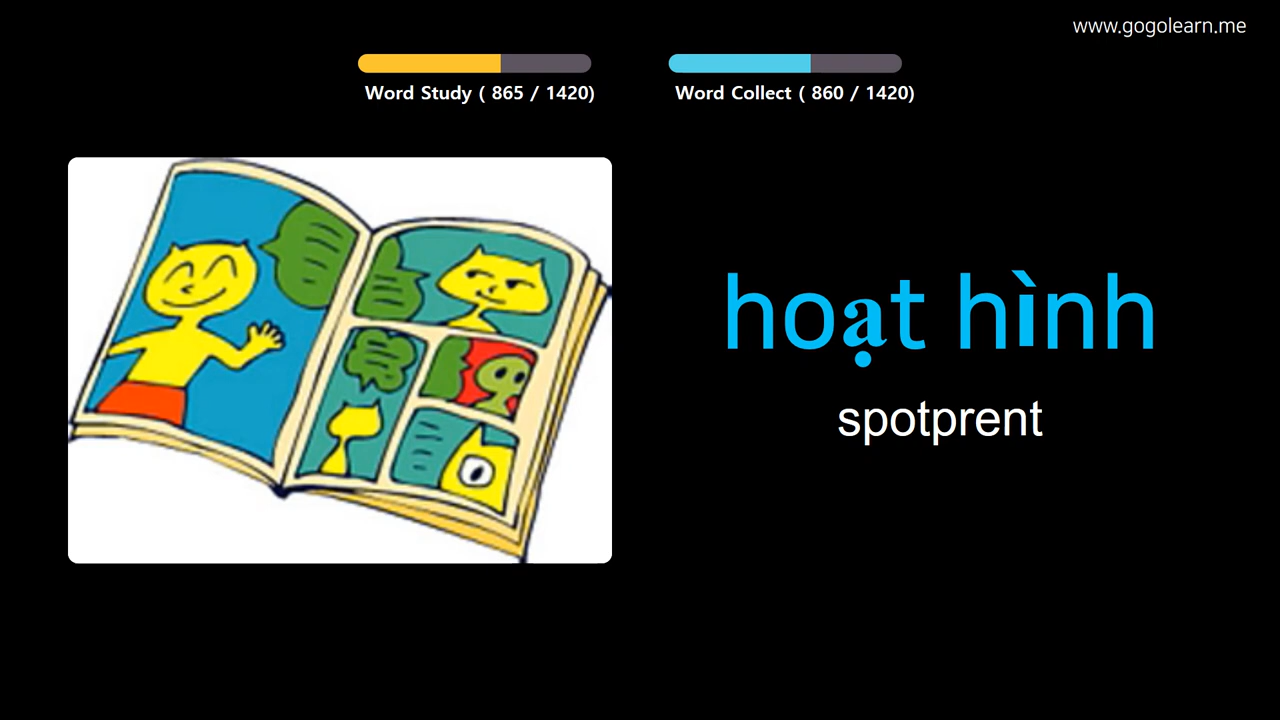 www.gogolearn.me
Word Study ( 865 / 1420)
Word Collect ( 860 / 1420)
hoạt hình
spotprent